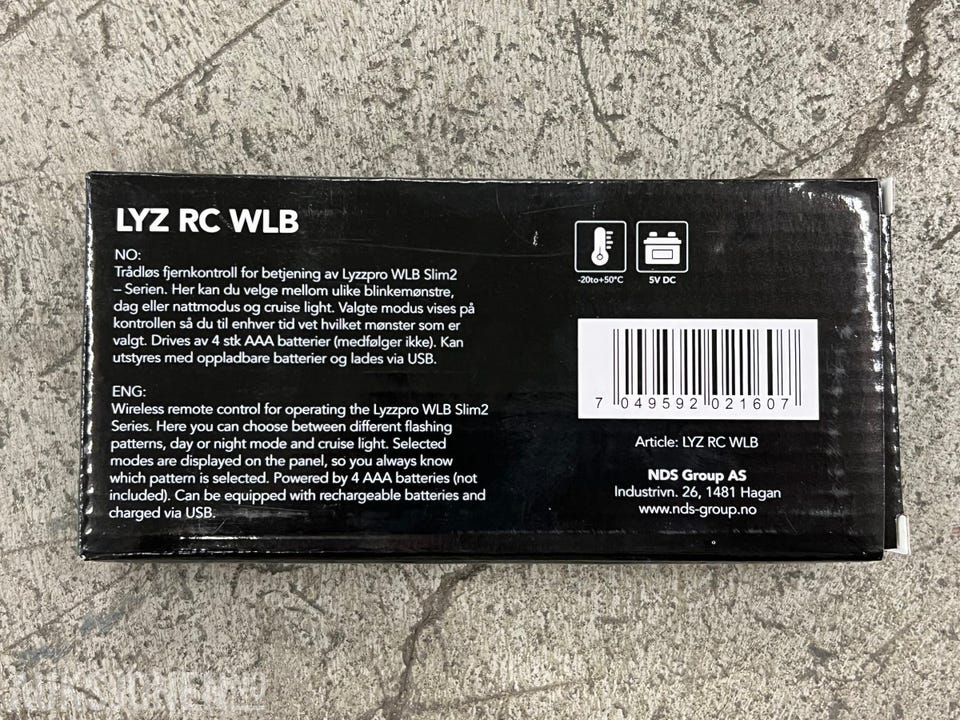 LYZ RC WLB
NO:
Trådløs fjernkontroll for betjening av Lyzzpro WLB Slim2
– Serien. Her kan du velge mellom ulike blinkemønstre,
dag eller nattmodus og cruise light. Valgte modus vises på
kontrollen så du til enhver tid vet hvilket mønster som er
valgt. Drives av 4 stk AAA batterier (medfølger ikke). Kan
utstyres med oppladbare batterier og lades via USB.
ENG:
Wireless remote control for operating the Lyzzpro WLB Slim2
Series. Here you can choose between different flashing
patterns, day or night mode and cruise light. Selected
modes are displayed on the panel, so you always know
which pattern is selected. Powered by 4 AAA batteries (not
included). Can be equipped with rechargeable batteries and
charged via USB.
-20to+50°C
5V DC
7 049592 021607
Article: LYZ RC WLB
NDS Group AS
Industrivn. 26, 1481 Hagan
www.nds-group.no